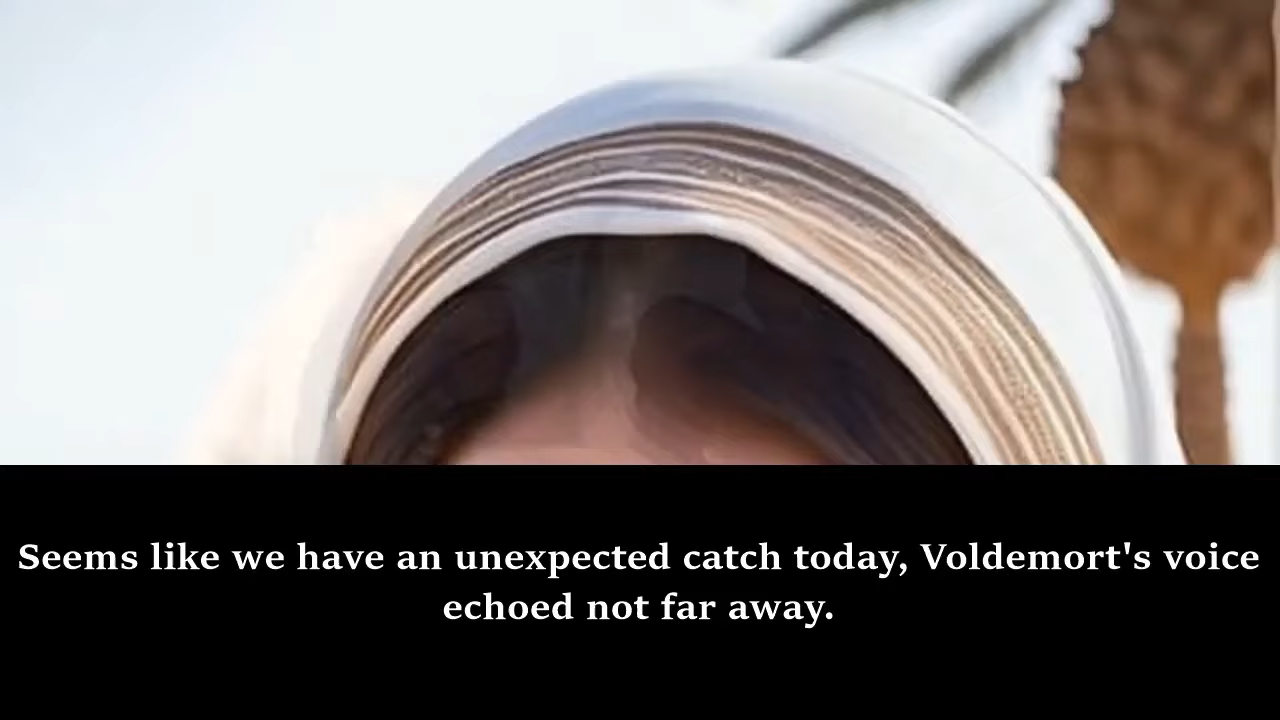 Seems like we have an unexpected catch today, Voldemort's voice
echoed not far away.